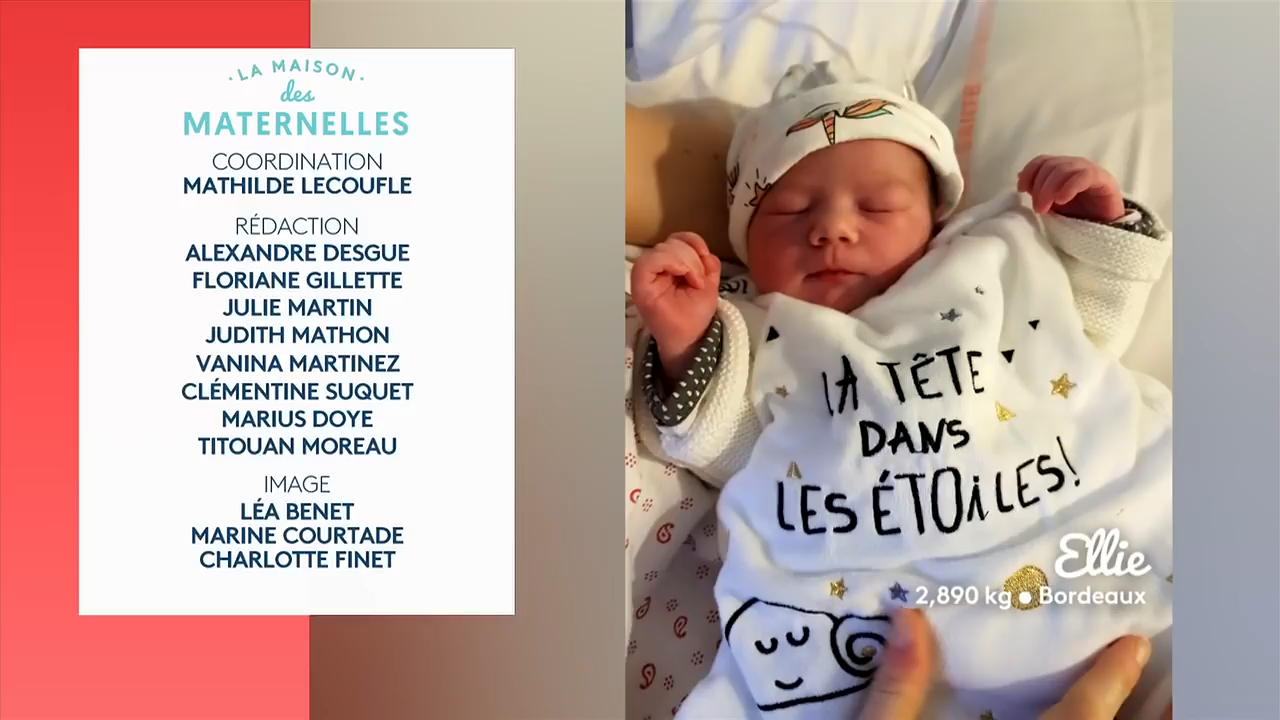 LA MAISON
des
MATERNELLES
COORDINATION
MATHILDE LECOUFLE
RÉDACTION
ALEXANDRE DESGUE
FLORIANE GILLETTE
JULIE MARTIN
JUDITH MATHON
VANINA MARTINEZ
CLÉMENTINE SUQUET
MARIUS DOYE
TITOUAN MOREAU
IMAGE
LÉA BENET
MARINE COURTADE
CHARLOTTE FINET
LA TÊTE
DANS
LES ÉTOiLES!
Ellie
2,890 kg ● Bordeaux